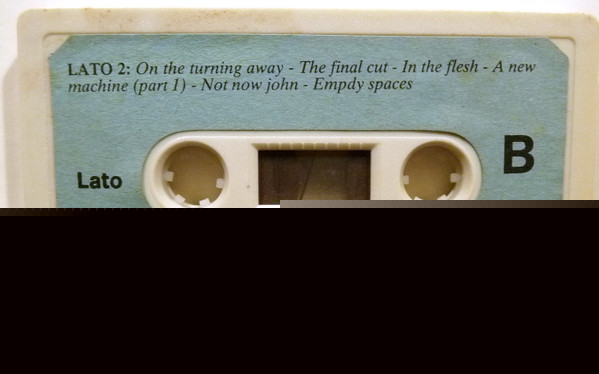 LATO 2: On the turning away - The final cut - In the flesh - A new
machine (part 1) - Not now john - Empdy spaces
B
Lato